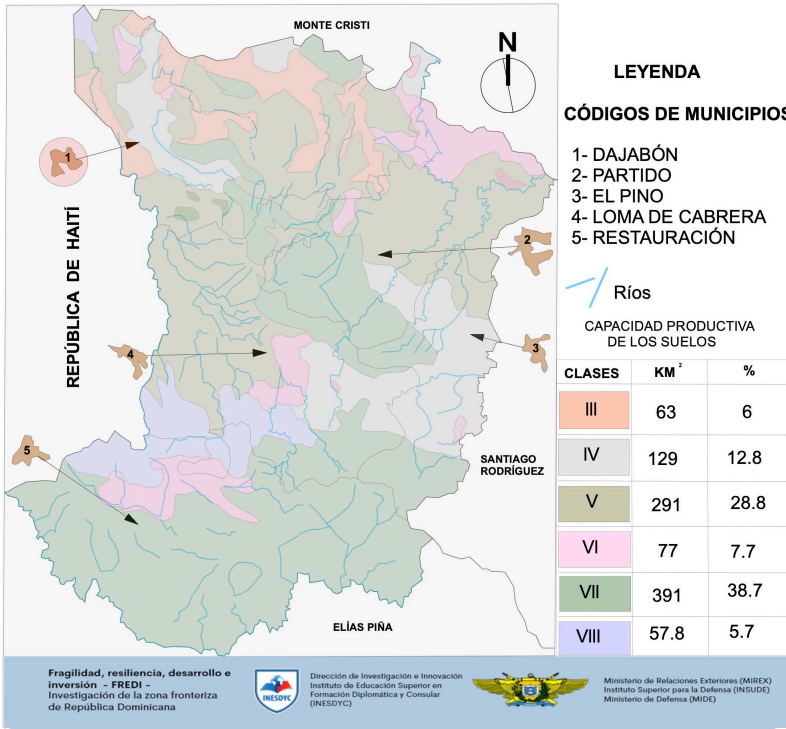 MONTE CRISTI
N
REPÚBLICA DE HAITÍ
1
2
3
4
5
SANTIAGO
RODRÍGUEZ
ELÍAS PIÑA
LEYENDA
CÓDIGOS DE MUNICIPIOS
1- DAJABÓN
2- PARTIDO
3- EL PINO
4- LOMA DE CABRERA
5- RESTAURACIÓN
Ríos
CAPACIDAD PRODUCTIVA
DE LOS SUELOS
CLASES KM ² %
III 63 6
IV 129 12.8
V 291 28.8
VI 77 7.7
VII 391 38.7
VIII 57.8 5.7
Fragilidad, resiliencia, desarrollo e
inversión - FREDI -
Investigación de la zona fronteriza
de República Dominicana
INESDYC
Dirección de Investigación e Innovación
Instituto de Educación Superior en
Formación Diplomática y Consular
(INESDYC)
Ministerio de Relaciones Exteriores (MIREX)
Instituto Superior para la Defensa (INSUDE)
Ministerio de Defensa (MIDE)